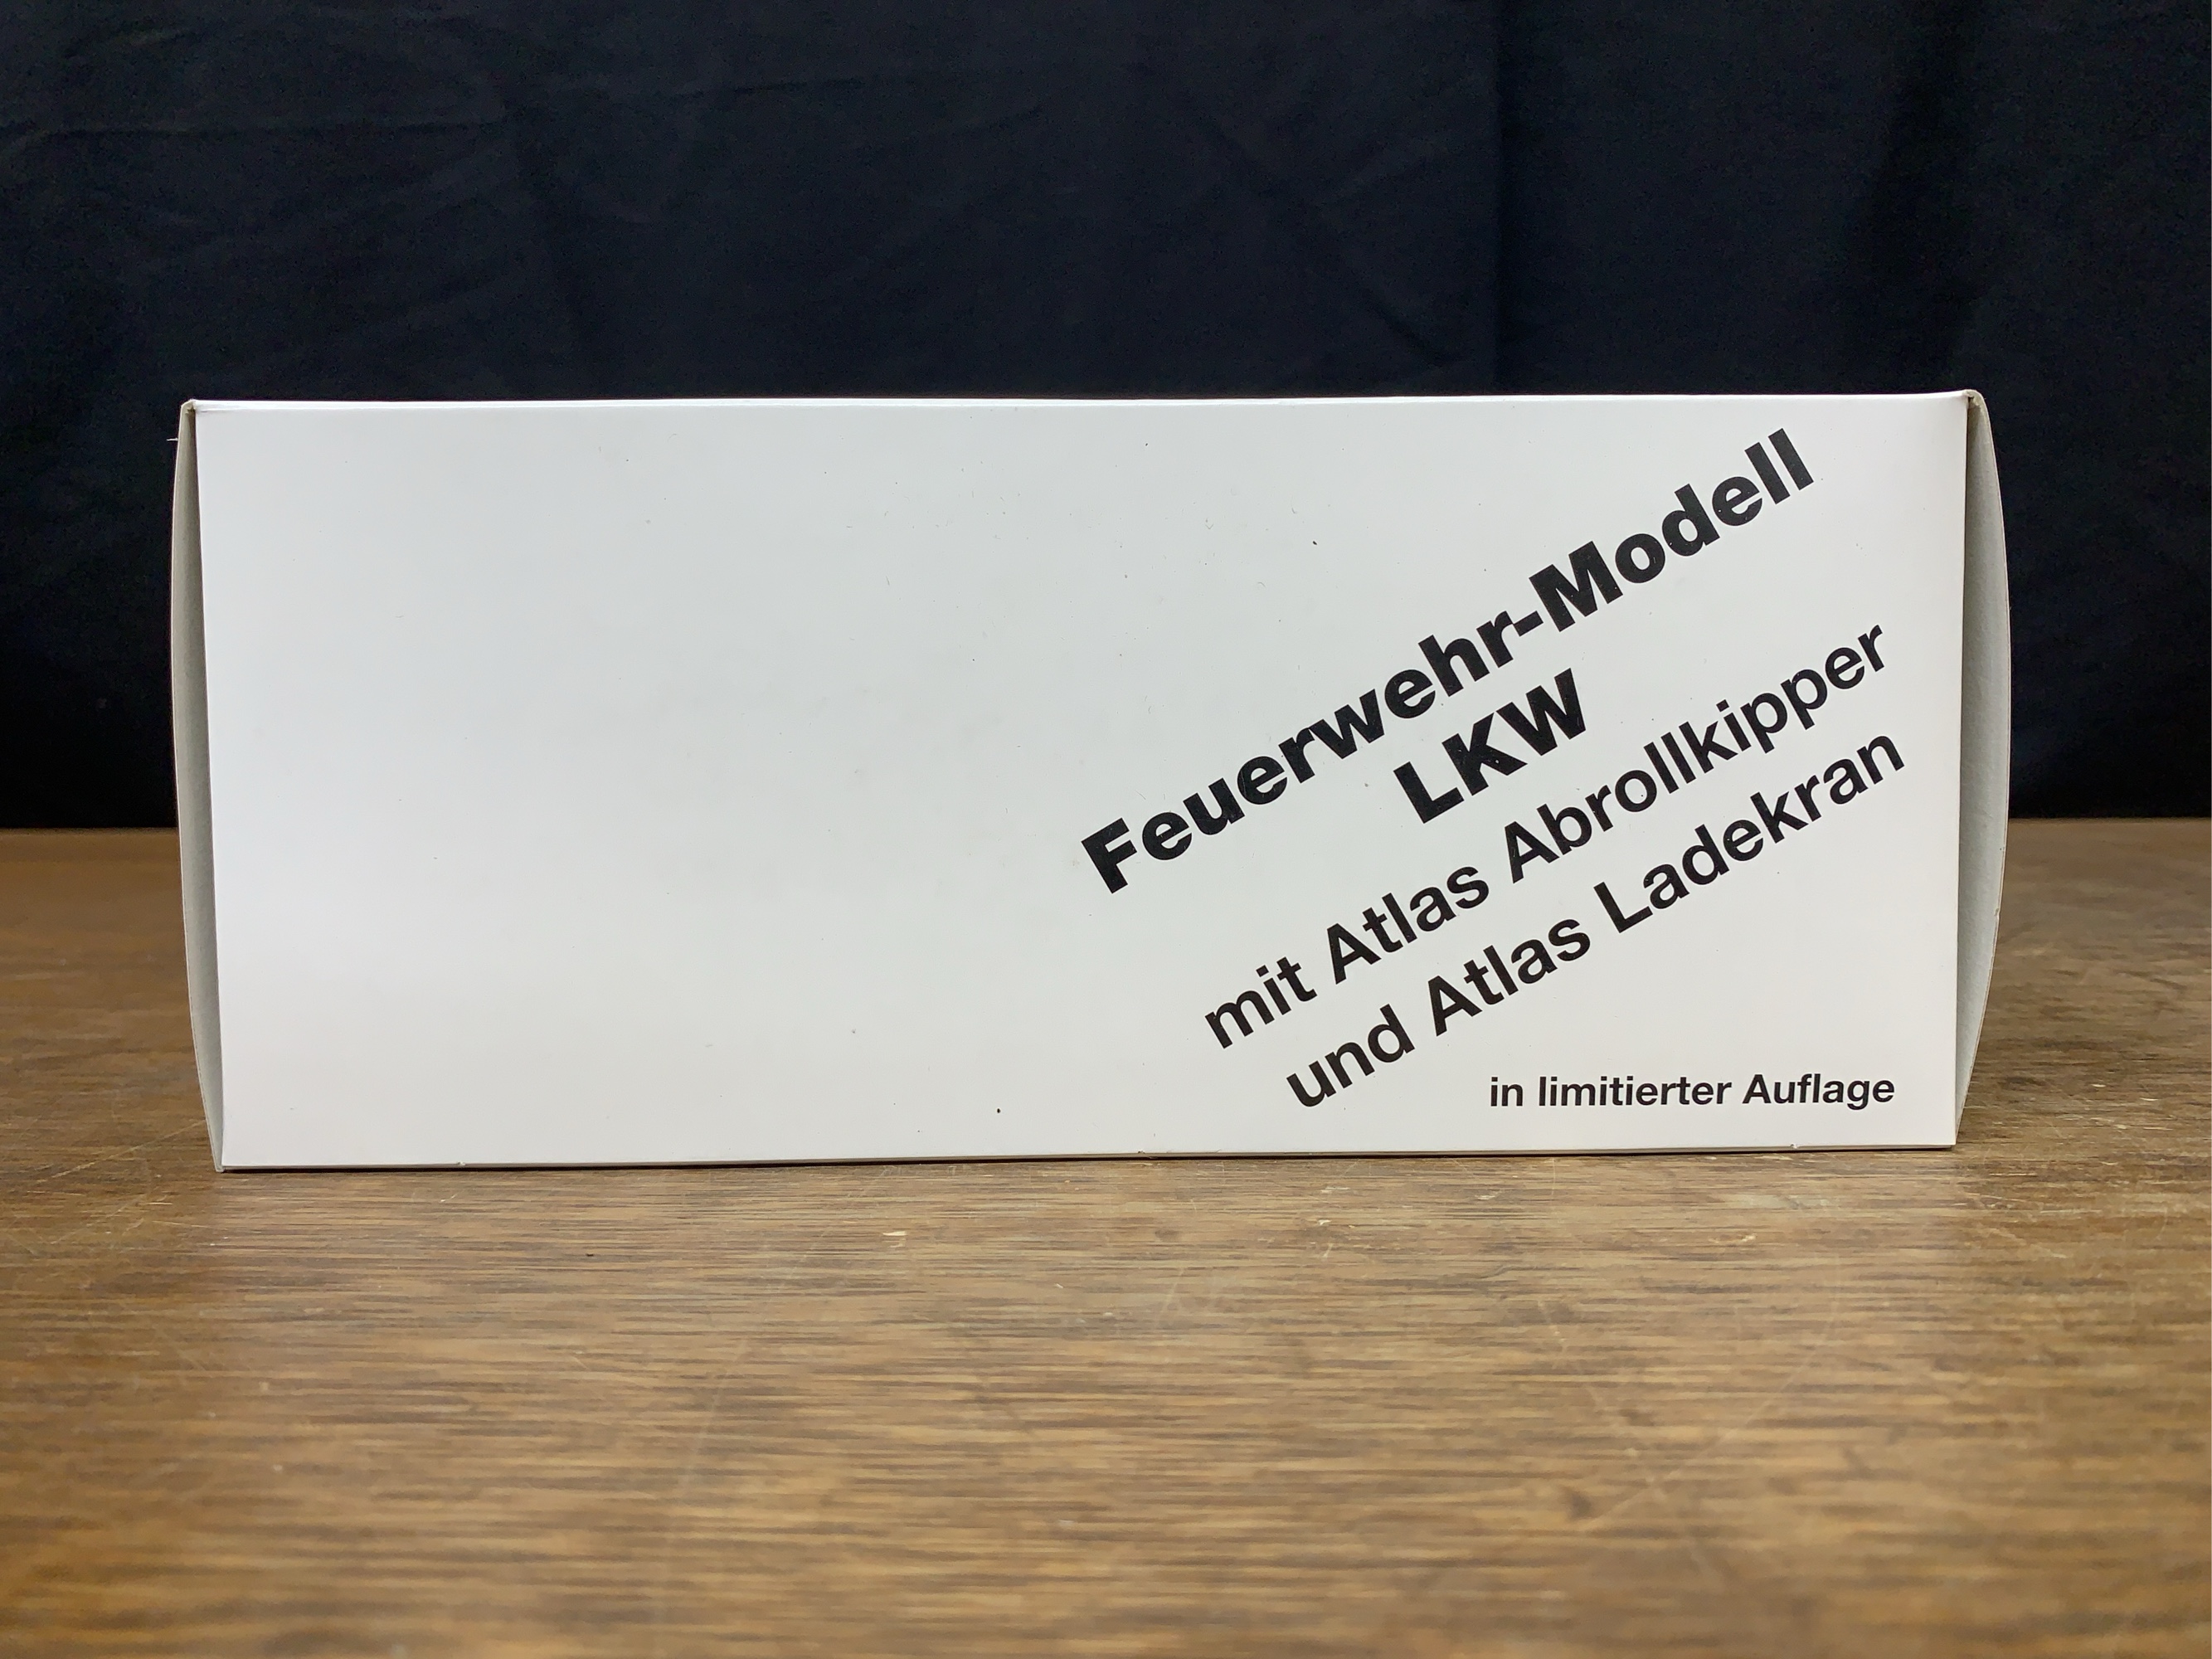 Feuerwehr-Modell
LKW
mit Atlas Abrollkipper
und Atlas Ladekran
in limitierter Auflage